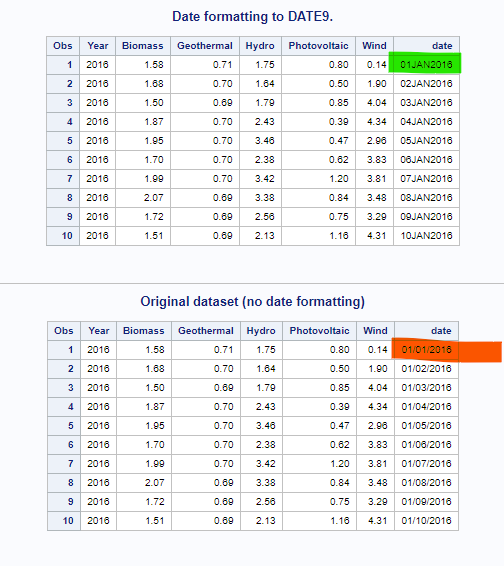 Date formatting to DATE9.
Obs Year Biomass Geothermal Hydro Photovoltaic Wind date
1 2016 1.58 0.71 1.75 0.80 0.14 01JAN2016
2 2016 1.68 0.70 1.64 0.50 1.90 02JAN2016
3 2016 1.50 0.69 1.79 0.85 4.04 03JAN2016
4 2016 1.87 0.70 2.43 0.39 4.34 04JAN2016
5 2016 1.95 0.70 3.46 0.47 2.96 05JAN2016
6 2016 1.70 0.70 2.38 0.62 3.83 06JAN2016
7 2016 1.99 0.70 3.42 1.20 3.81 07JAN2016
8 2016 2.07 0.69 3.38 0.84 3.48 08JAN2016
9 2016 1.72 0.69 2.56 0.75 3.29 09JAN2016
10 2016 1.51 0.69 2.13 1.16 4.31 10JAN2016
Original dataset (no date formatting)
Obs Year Biomass Geothermal Hydro Photovoltaic Wind date
1 2016 1.58 0.71 1.75 0.80 0.14 01/01/2016
2 2016 1.68 0.70 1.64 0.50 1.90 01/02/2016
3 2016 1.50 0.69 1.79 0.85 4.04 01/03/2016
4 2016 1.87 0.70 2.43 0.39 4.34 01/04/2016
5 2016 1.95 0.70 3.46 0.47 2.96 01/05/2016
6 2016 1.70 0.70 2.38 0.62 3.83 01/06/2016
7 2016 1.99 0.70 3.42 1.20 3.81 01/07/2016
8 2016 2.07 0.69 3.38 0.84 3.48 01/08/2016
9 2016 1.72 0.69 2.56 0.75 3.29 01/09/2016
10 2016 1.51 0.69 2.13 1.16 4.31 01/10/2016